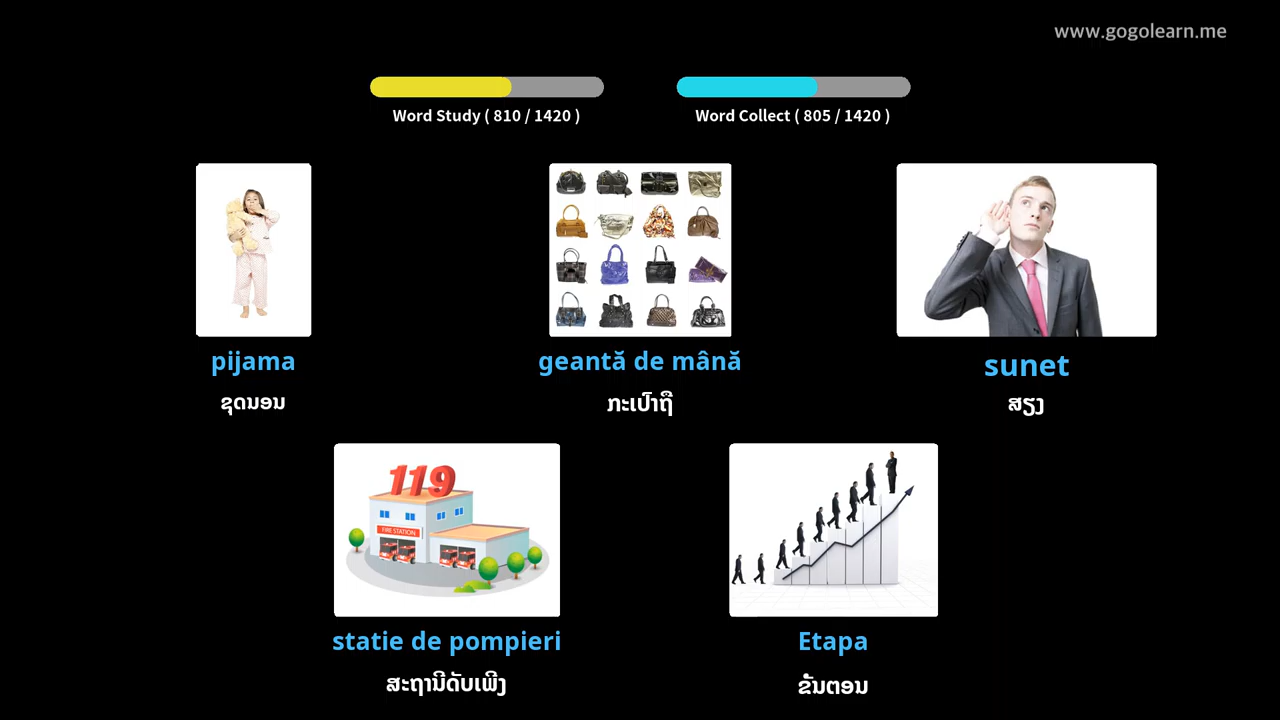 www.gogolearn.me
Word Study ( 810 / 1420 )
Word Collect ( 805 / 1420 )
pijama
geantă de mână
sunet
ຊຸດນອນ
ກະເປົາຖື
ສຽງ
119
FIRE STATION
statie de pompieri
Etapa
ສະຖານີດັບເພີງ
ຂັ້ນຕອນ